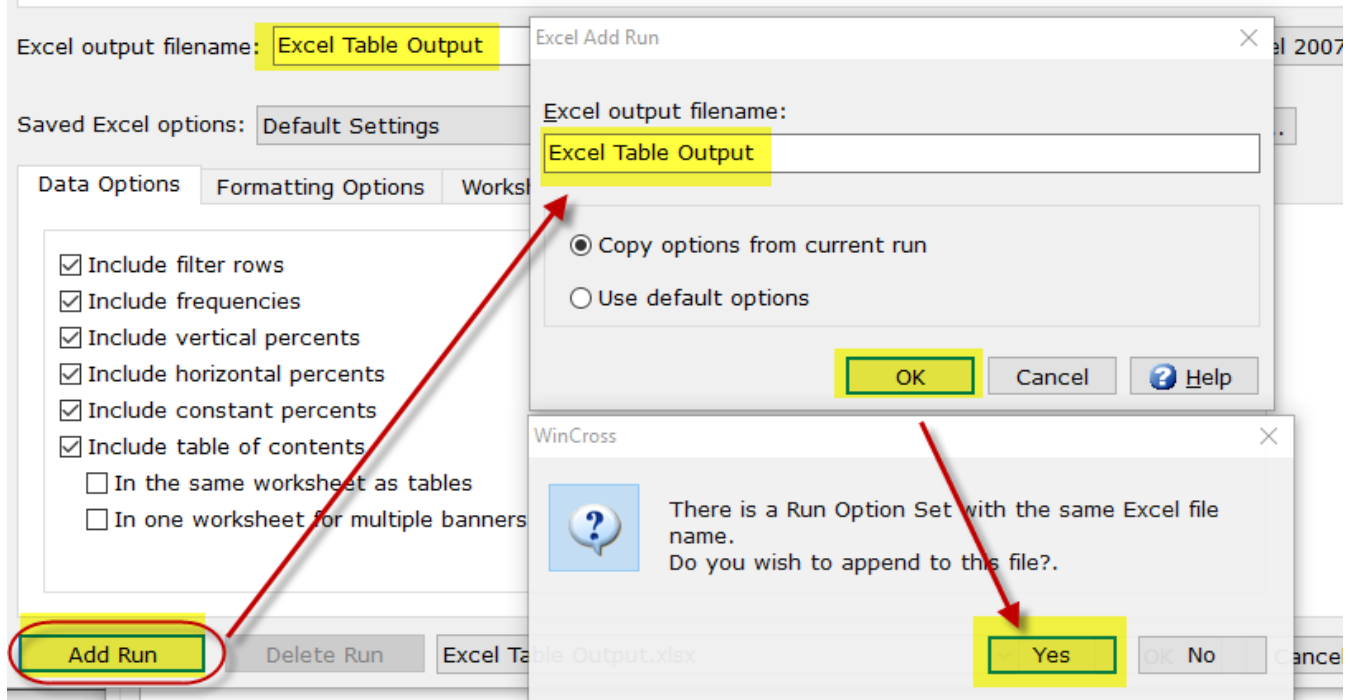 Excel output filename: Excel Table Output
el 2007
Saved Excel options: Default Settings
..
Data Options Formatting Options Works
Include filter rows
Include frequencies
Include vertical percents
Include horizontal percents
Include constant percents
Include table of contents
In the same worksheet as tables
In one worksheet for multiple banners
Add Run Delete Run Excel Table Output.xlsx OK Cance
Excel Add Run
Excel output filename:
Excel Table Output
Copy options from current run
Use default options
OK Cancel Help
WinCross
There is a Run Option Set with the same Excel file
name.
Do you wish to append to this file?.
Yes No